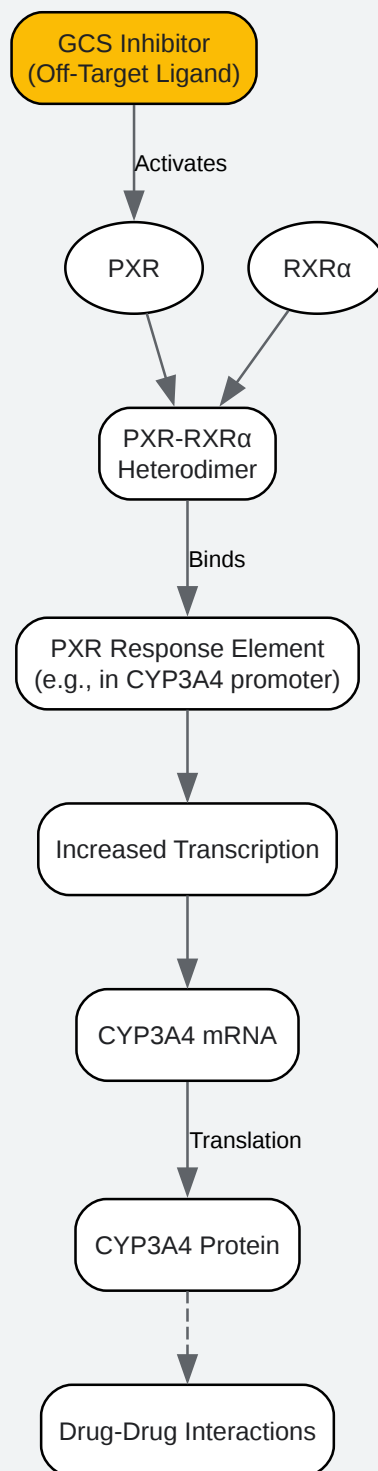 GCS Inhibitor
(Off-Target Ligand)
Activates
PXR
RXRα
PXR-RXRα
Heterodimer
Binds
PXR Response Element
(e.g., in CYP3A4 promoter)
Increased Transcription
CYP3A4 mRNA
Translation
CYP3A4 Protein
Drug-Drug Interactions